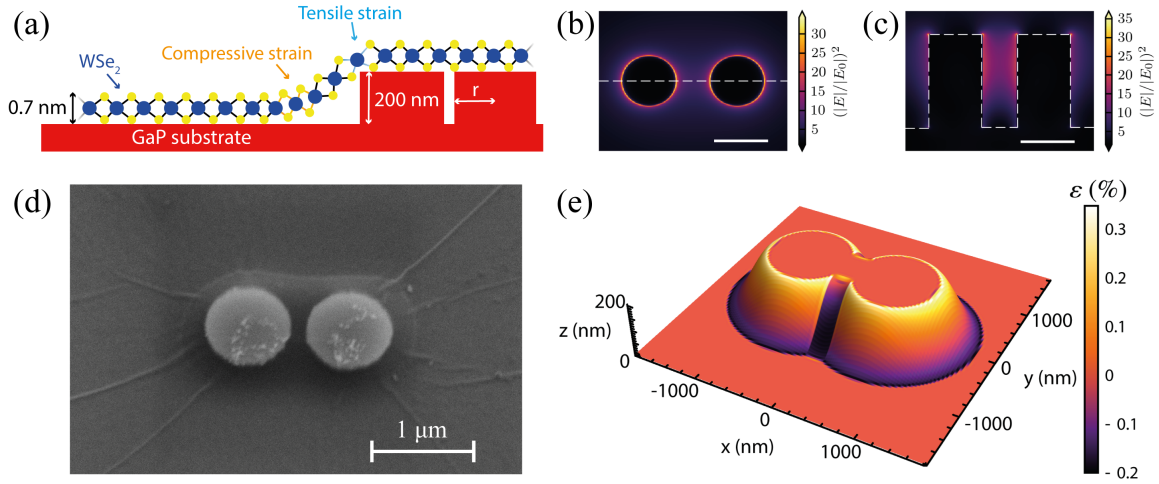 (a)
Tensile strain
Compressive strain
WSe₂
0.7 nm
200 nm
r
GaP substrate
(b)
30
25
20
15
10
5
(|E|/|E₀|)²
(c)
35
30
25
20
15
10
5
(|E|/|E₀|)²
(d)
1 μm
(e)
ε (%)
0.3
0.2
0.1
0
- 0.1
- 0.2
200
z (nm)
0
-1000
0
1000
x (nm)
1000
0
-1000
y (nm)